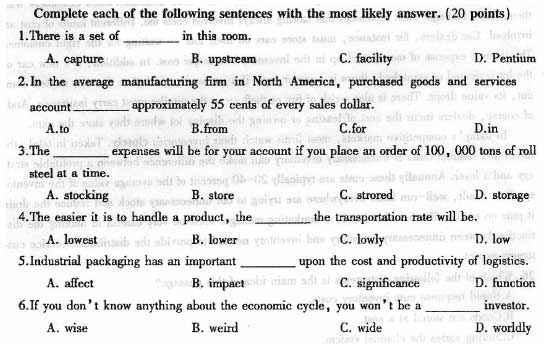 Complete each of the following sentences with the most likely answer. (20 points)
1.There is a set of ________ in this room.
A. capture B. upstream C. facility D. Pentium
2.In the average manufacturing firm in North America, purchased goods and services
account ________ approximately 55 cents of every sales dollar.
A.to B.from C.for D.in
3.The ________ expenses will be for your account if you place an order of 100, 000 tons of roll
steel at a time.
A. stocking B. store C. strored D. storage
4.The easier it is to handle a product, the ________ the transportation rate will be.
A. lowest B. lower C. lowly D. low
5.Industrial packaging has an important ________ upon the cost and productivity of logistics.
A. affect B. impact C. significance D. function
6.If you don't know anything about the economic cycle, you won't be a ________ investor.
A. wise B. weird C. wide D. worldly